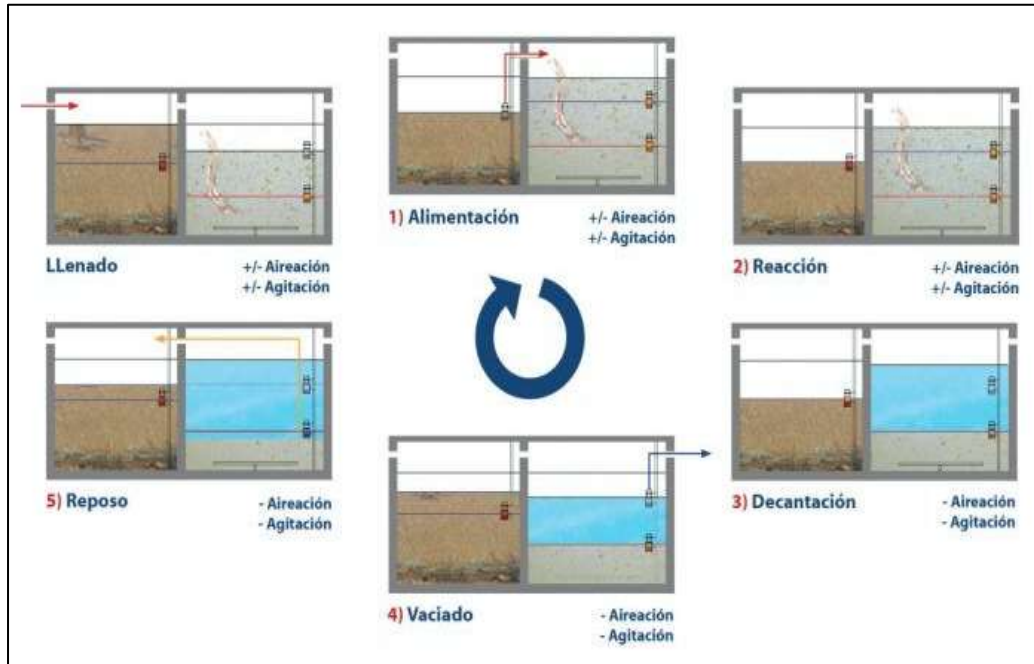 LLenado
+/- Aireación
+/- Agitación
1) Alimentación
+/- Aireación
+/- Agitación
2) Reacción
+/- Aireación
+/- Agitación
3) Decantación
- Aireación
- Agitación
4) Vaciado
- Aireación
- Agitación
5) Reposo
- Aireación
- Agitación